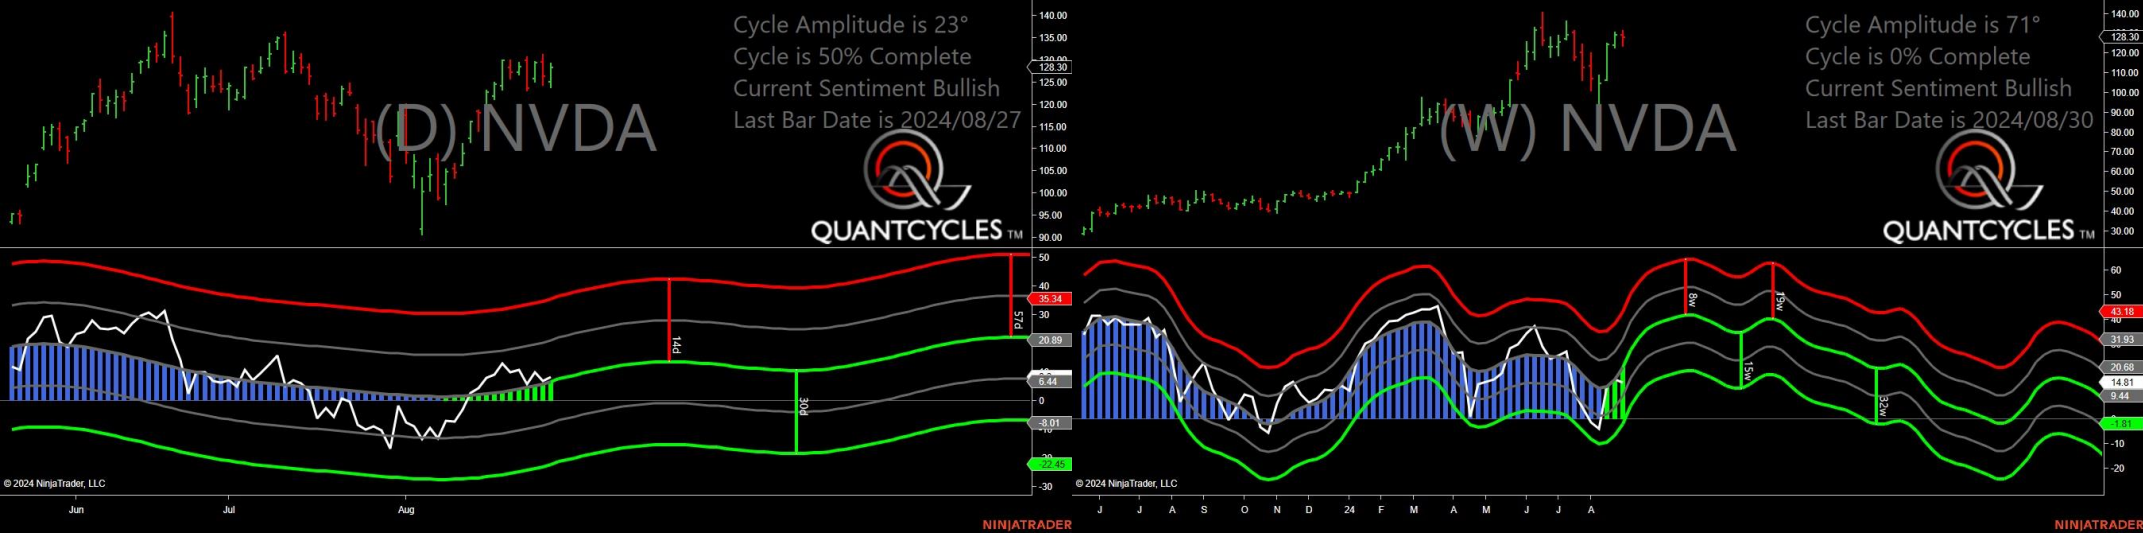 Cycle Amplitude is 23°
Cycle is 50% Complete
Current Sentiment Bullish
Last Bar Date is 2024/08/27
(D) NVDA
QUANTCYCLES TM
140.00
135.00
130.00
128.30
125.00
120.00
115.00
110.00
105.00
100.00
95.00
90.00
50
40
35.34
30
20.89
6.44
0
-8.01
-22.45
-30
14d
30d
57d
© 2024 NinjaTrader, LLC
Jun Jul Aug
NINJATRADER
Cycle Amplitude is 71°
Cycle is 0% Complete
Current Sentiment Bullish
Last Bar Date is 2024/08/30
(W) NVDA
QUANTCYCLES TM
140.00
128.30
120.00
110.00
100.00
90.00
80.00
70.00
60.00
50.00
40.00
30.00
60
50
43.18
40
31.93
20.68
14.81
9.44
-1.81
-10
-20
8w
15w
19w
32w
© 2024 NinjaTrader, LLC
J J A S O N D 24 F M A M J J A
NINJATRADER